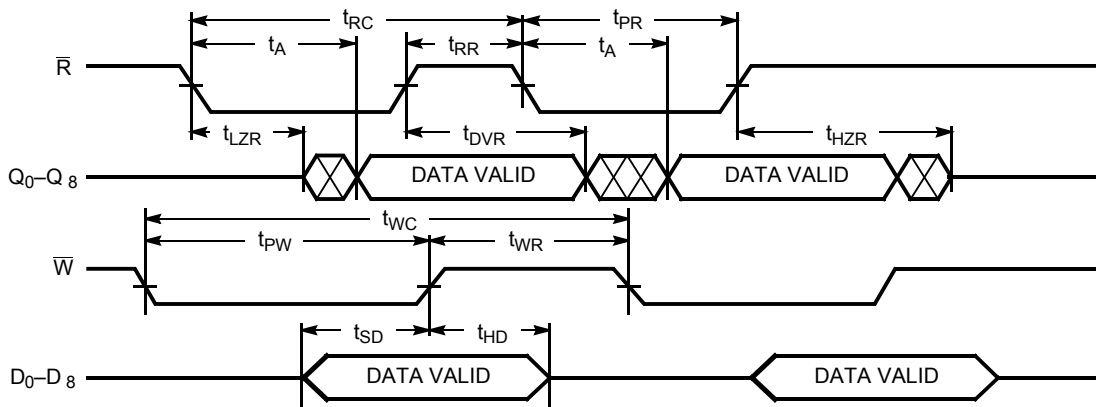 tRC tPR
tA tRR tA
R̅
tLZR tDVR tHZR
Q0–Q8 DATA VALID DATA VALID
tWC
tPW tWR
W̅
tSD tHD
D0–D8 DATA VALID DATA VALID